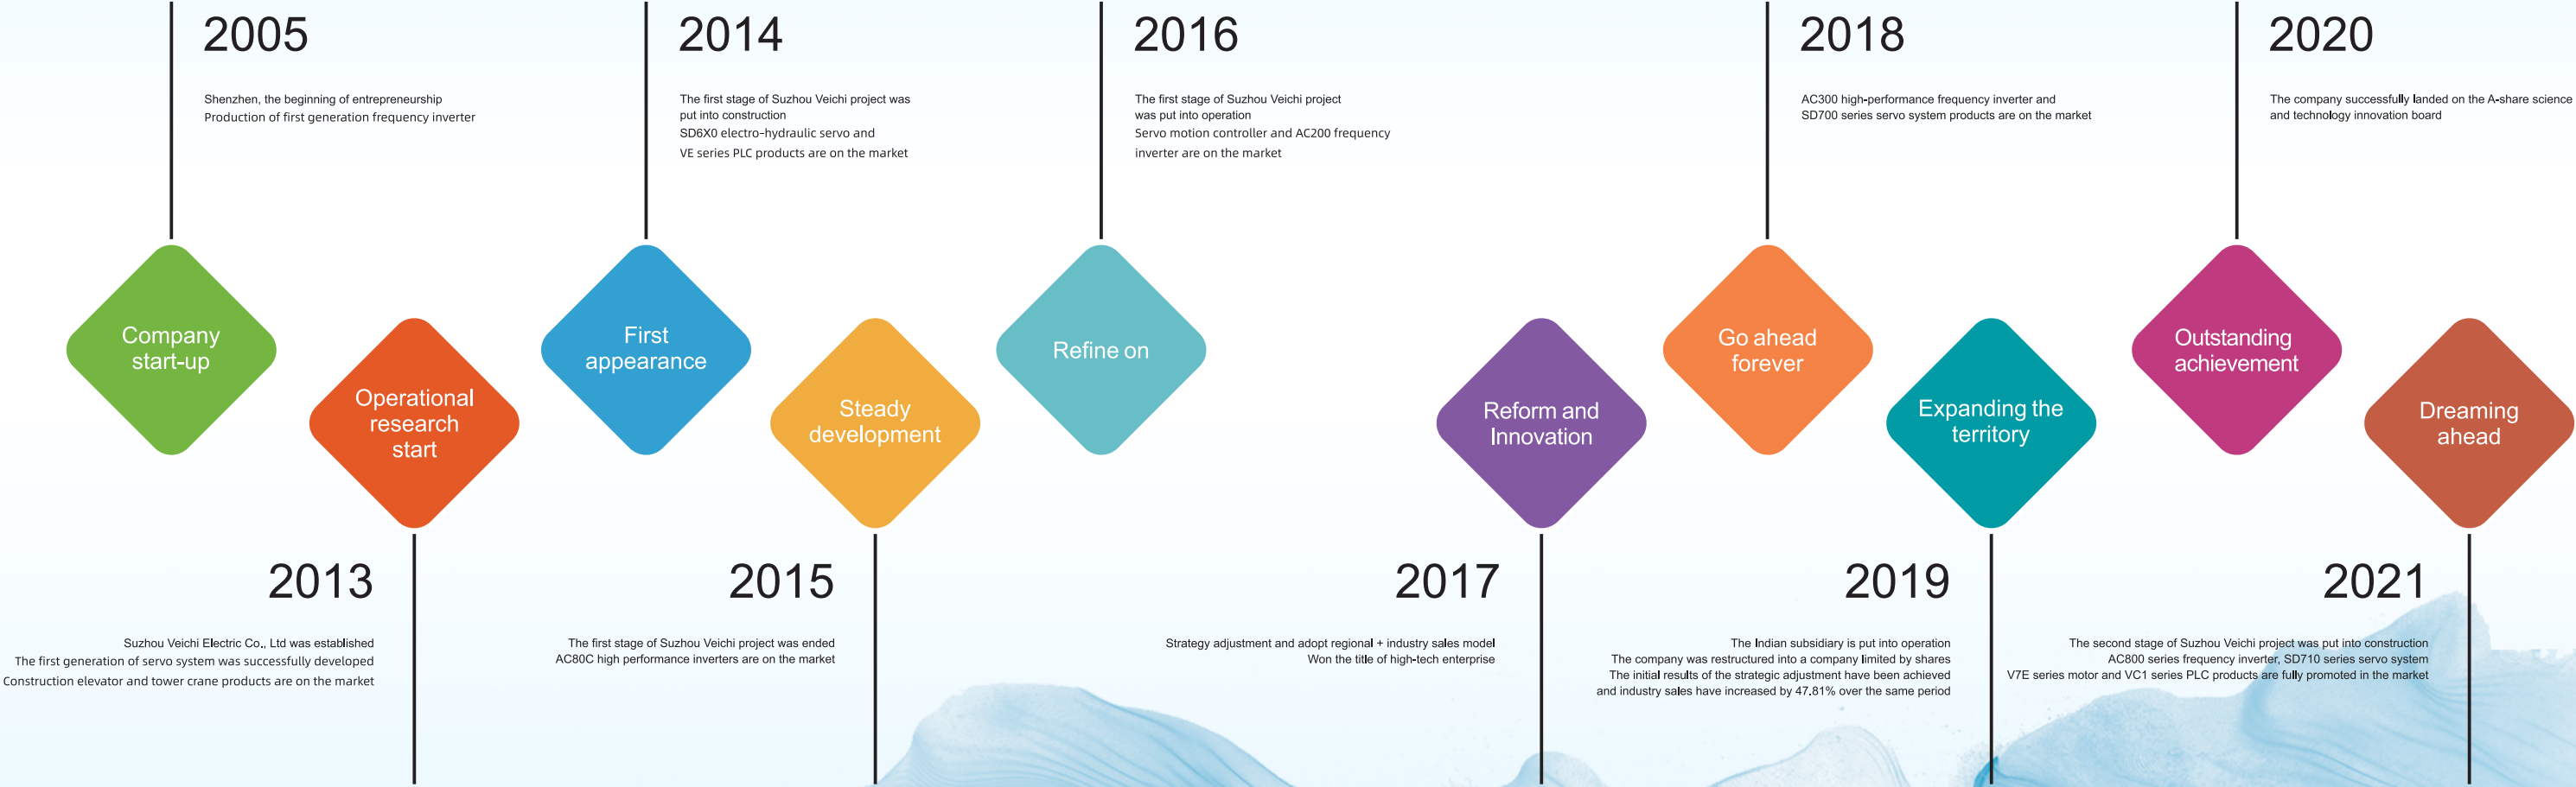 2005
Shenzhen, the beginning of entrepreneurship
Production of first generation frequency inverter
Company
start-up
Operational
research
start
2013
Suzhou Veichi Electric Co., Ltd was established
The first generation of servo system was successfully developed
Construction elevator and tower crane products are on the market
2014
The first stage of Suzhou Veichi project was
put into construction
SD6X0 electro-hydraulic servo and
VE series PLC products are on the market
First
appearance
Steady
development
2015
The first stage of Suzhou Veichi project was ended
AC80C high performance inverters are on the market
2016
The first stage of Suzhou Veichi project
was put into operation
Servo motion controller and AC200 frequency
inverter are on the market
Refine on
Reform and
Innovation
2017
Strategy adjustment and adopt regional + industry sales model
Won the title of high-tech enterprise
2018
AC300 high-performance frequency inverter and
SD700 series servo system products are on the market
Go ahead
forever
Expanding the
territory
2019
The Indian subsidiary is put into operation
The company was restructured into a company limited by shares
The initial results of the strategic adjustment have been achieved
and industry sales have increased by 47.81% over the same period
2020
The company successfully landed on the A-share science
and technology innovation board
Outstanding
achievement
Dreaming
ahead
2021
The second stage of Suzhou Veichi project was put into construction
AC800 series frequency inverter, SD710 series servo system
V7E series motor and VC1 series PLC products are fully promoted in the market